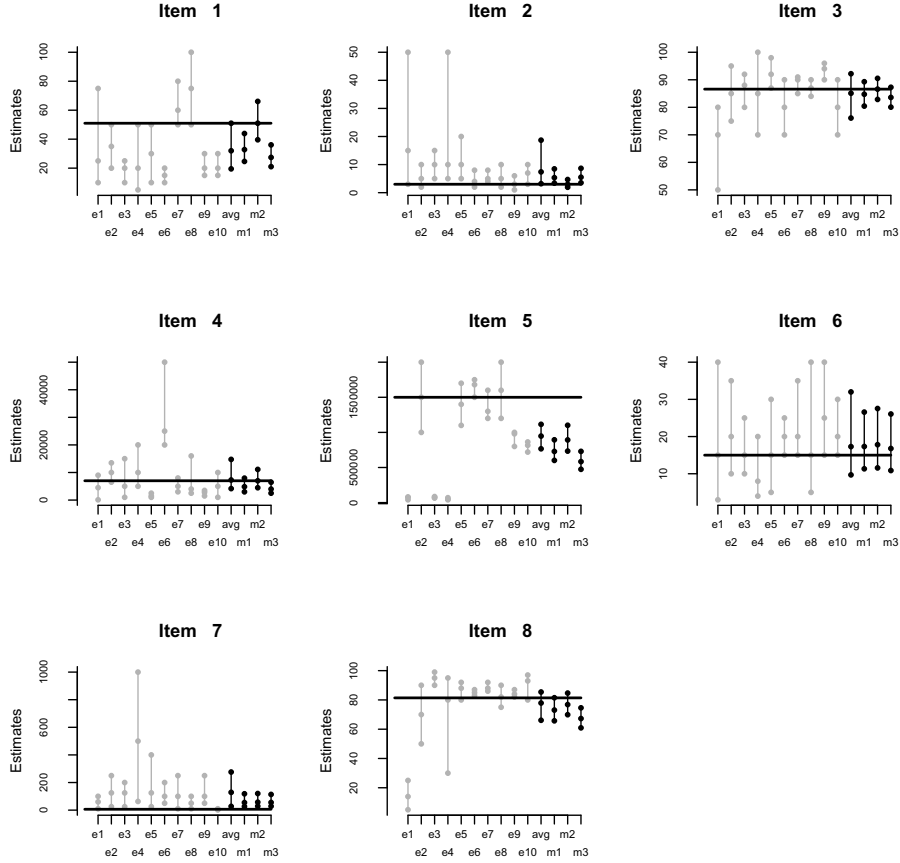 Item 1
Estimates
100
80
60
40
20
e1 e3 e5 e7 e9 avg m2
e2 e4 e6 e8 e10 m1 m3
Item 2
Estimates
50
40
30
20
10
0
e1 e3 e5 e7 e9 avg m2
e2 e4 e6 e8 e10 m1 m3
Item 3
Estimates
100
90
80
70
60
50
e1 e3 e5 e7 e9 avg m2
e2 e4 e6 e8 e10 m1 m3
Item 4
Estimates
40000
20000
0
e1 e3 e5 e7 e9 avg m2
e2 e4 e6 e8 e10 m1 m3
Item 5
Estimates
1500000
500000
0
e1 e3 e5 e7 e9 avg m2
e2 e4 e6 e8 e10 m1 m3
Item 6
Estimates
40
30
20
10
e1 e3 e5 e7 e9 avg m2
e2 e4 e6 e8 e10 m1 m3
Item 7
Estimates
1000
600
200
0
e1 e3 e5 e7 e9 avg m2
e2 e4 e6 e8 e10 m1 m3
Item 8
Estimates
100
80
60
40
20
e1 e3 e5 e7 e9 avg m2
e2 e4 e6 e8 e10 m1 m3